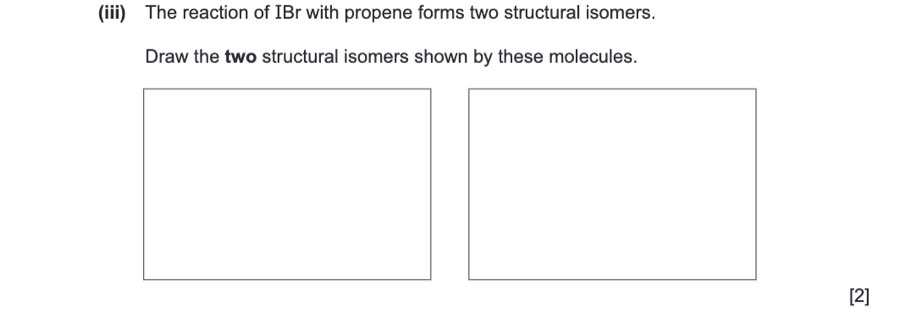 (iii) The reaction of IBr with propene forms two structural isomers.
Draw the two structural isomers shown by these molecules.
[2]